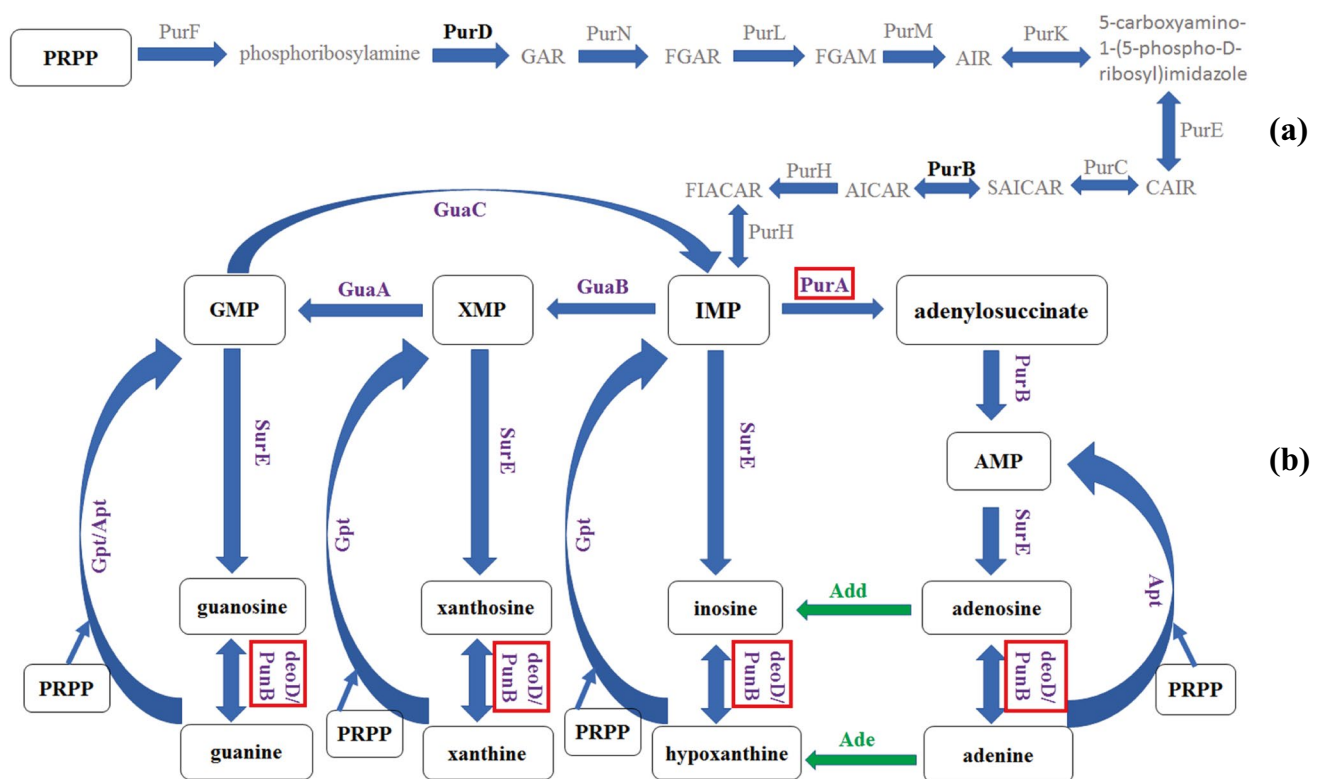 PurF
PurD
PurN
PurL
PurM
PurK
5-carboxyamino-
1-(5-phospho-D-
ribosyl)imidazole
PRPP
phosphoribosylamine
GAR
FGAR
FGAM
AIR
(a)
PurE
PurH
PurB
PurC
FIACAR
AICAR
SAICAR
CAIR
GuaC
PurH
GuaA
GuaB
PurA
GMP
XMP
IMP
adenylosuccinate
PurB
SurE
SurE
SurE
AMP
(b)
SurE
Gpt/Apt
Gpt
Gpt
Apt
guanosine
xanthosine
inosine
Add
adenosine
deoD/
PunB
deoD/
PunB
deoD/
PunB
deoD/
PunB
PRPP
PRPP
PRPP
PRPP
guanine
xanthine
hypoxanthine
Ade
adenine